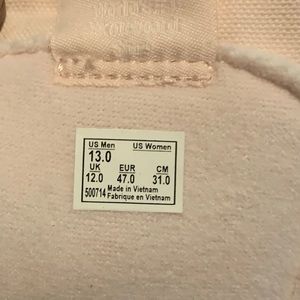 US Men US Women
13.0
UK EUR CM
12.0 47.0 31.0
500714 Made in Vietnam
Fabriqué en Vietnam